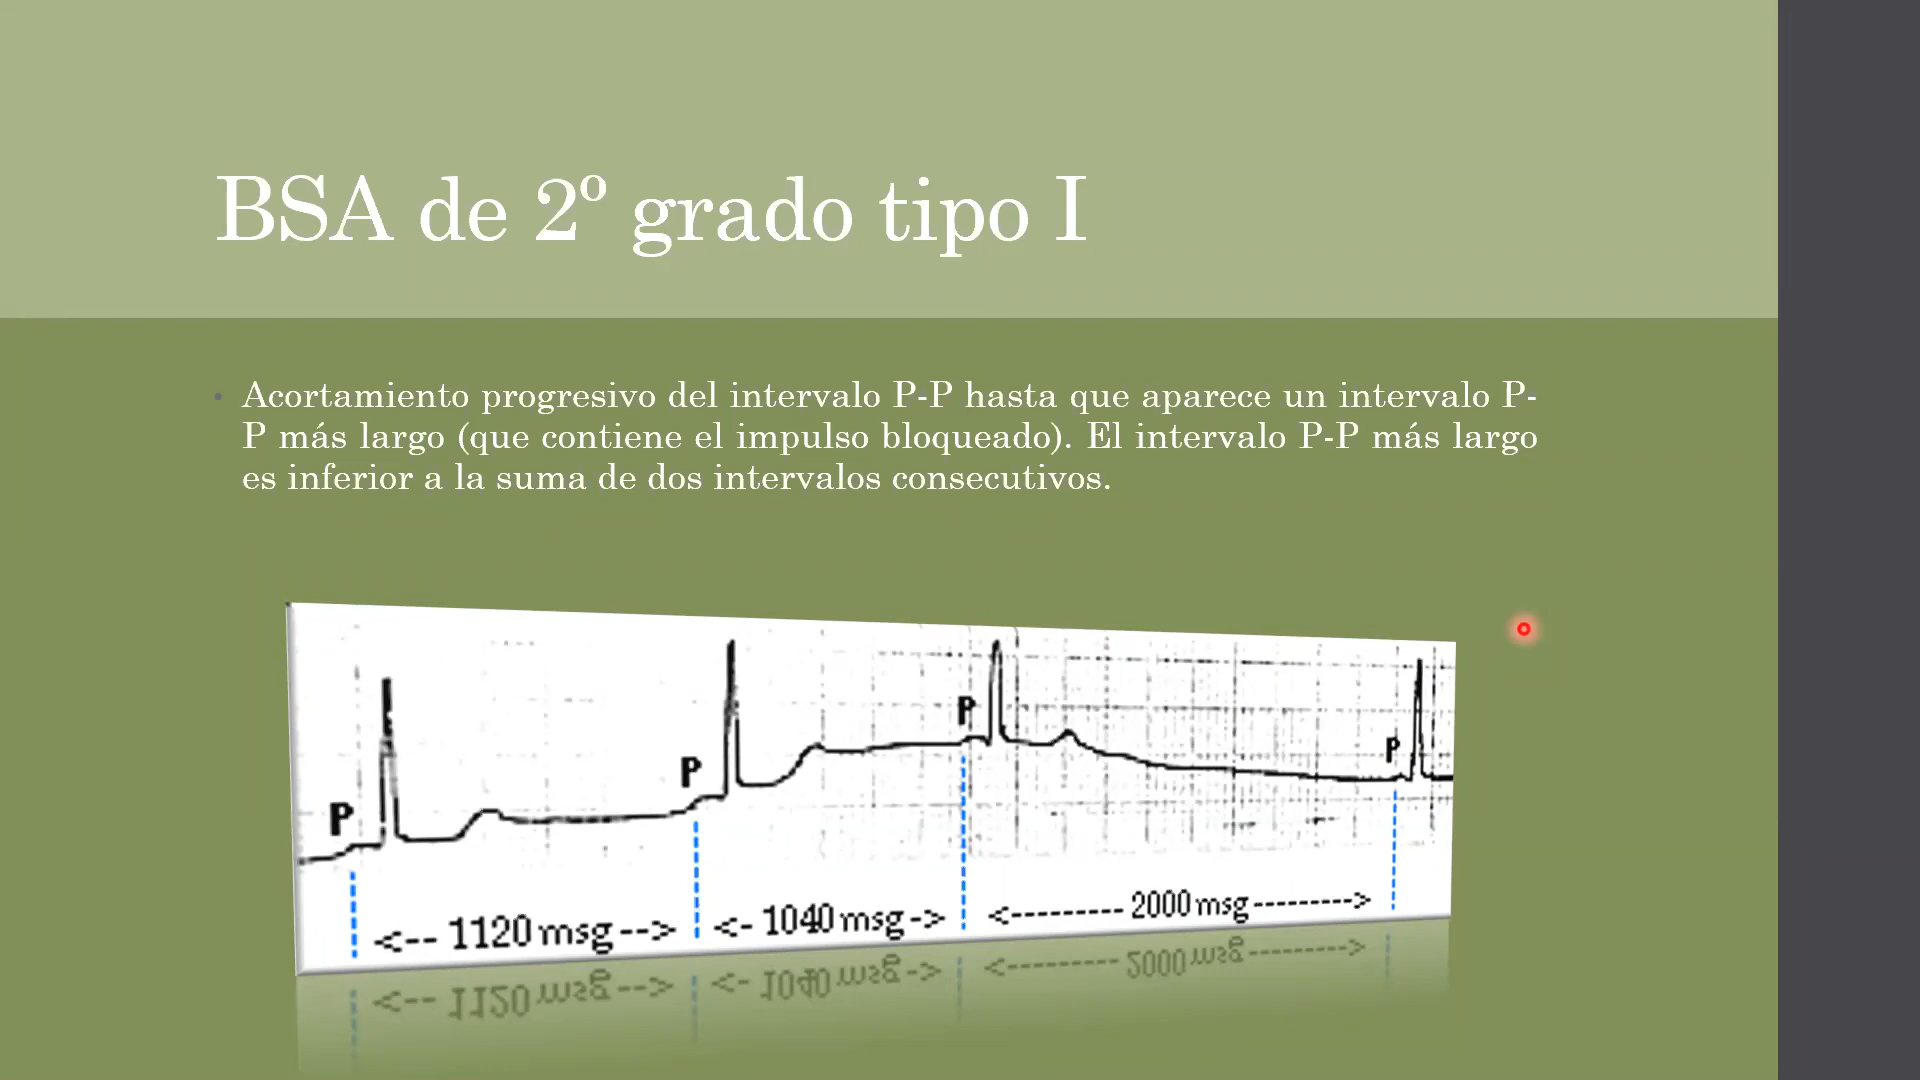 BSA de 2º grado tipo I
• Acortamiento progresivo del intervalo P-P hasta que aparece un intervalo P-
P más largo (que contiene el impulso bloqueado). El intervalo P-P más largo
es inferior a la suma de dos intervalos consecutivos.
P P P P
<-- 1120 msg --> <- 1040 msg -> <--------- 2000 msg --------->